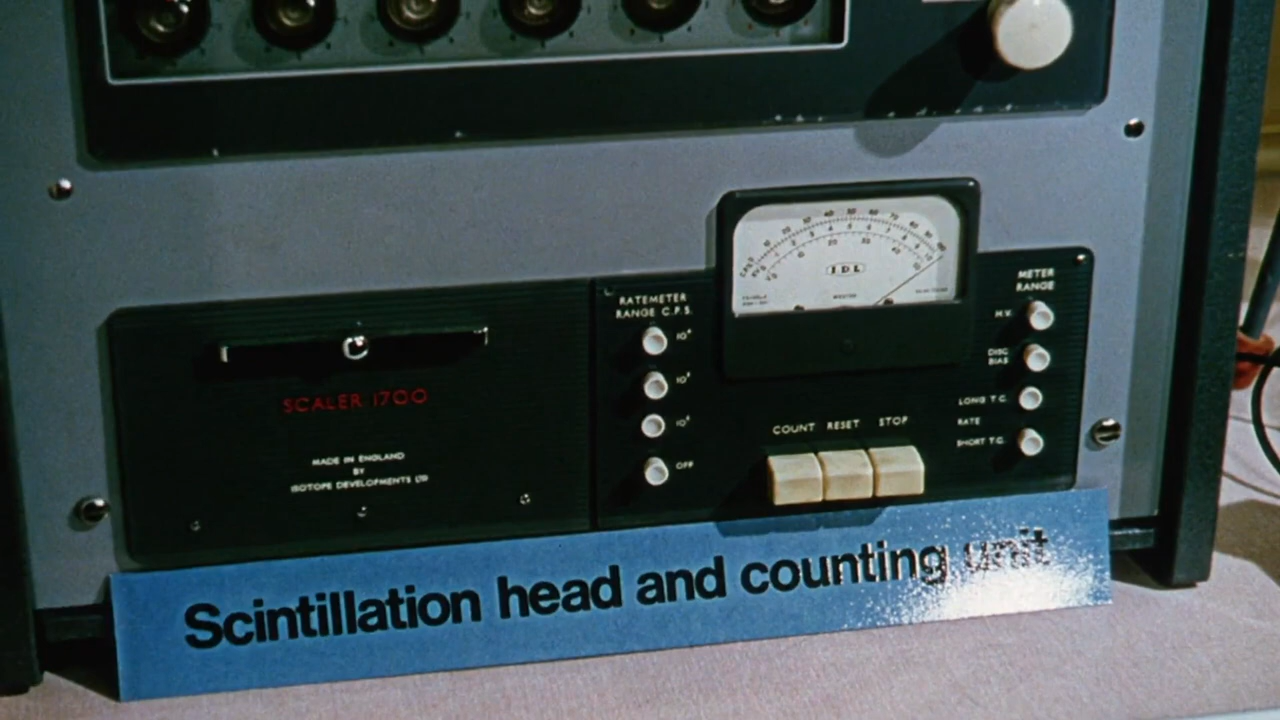 RATEMETER
RANGE C.P.S.
OFF
SCALER 1700
MADE IN ENGLAND
BY
ISOTOPE DEVELOPMENTS LTD
IDL
COUNT RESET STOP
METER
RANGE
H.V.
DISC
BIAS
LONG T.C.
RATE
SHORT T.C.
Scintillation head and counting unit